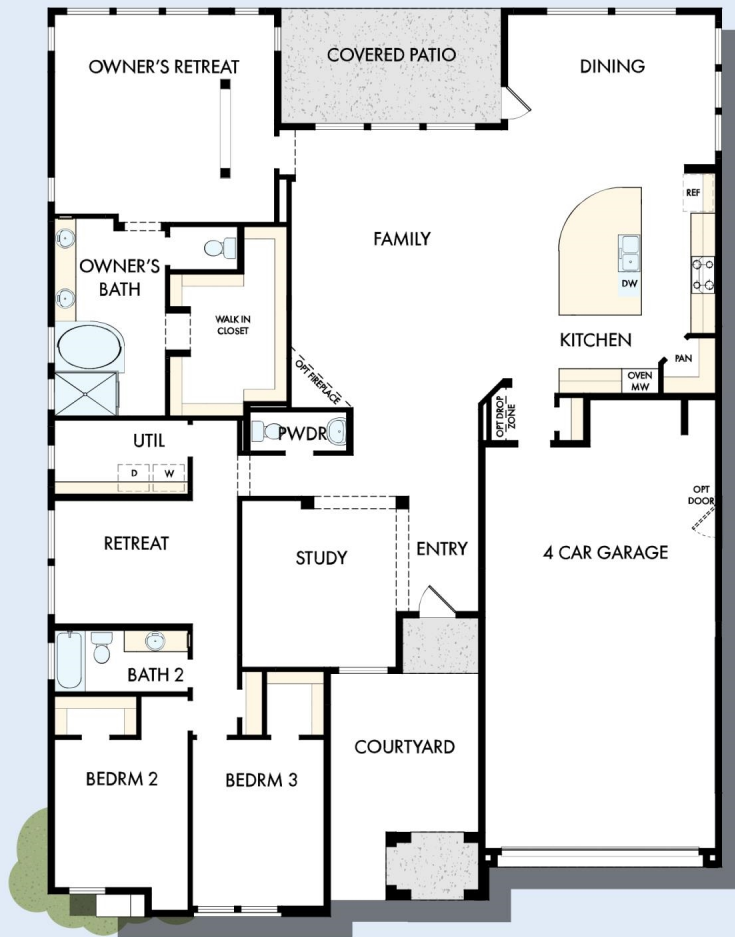 OWNER'S RETREAT
COVERED PATIO
DINING
REF
FAMILY
OWNER'S
BATH
DW
WALK IN
CLOSET
KITCHEN
PAN
OPT FIREPLACE
OVEN
MW
OPT DROP
ZONE
PWDR
UTIL
D
W
OPT
DOOR
RETREAT
STUDY
ENTRY
4 CAR GARAGE
BATH 2
COURTYARD
BEDRM 2
BEDRM 3